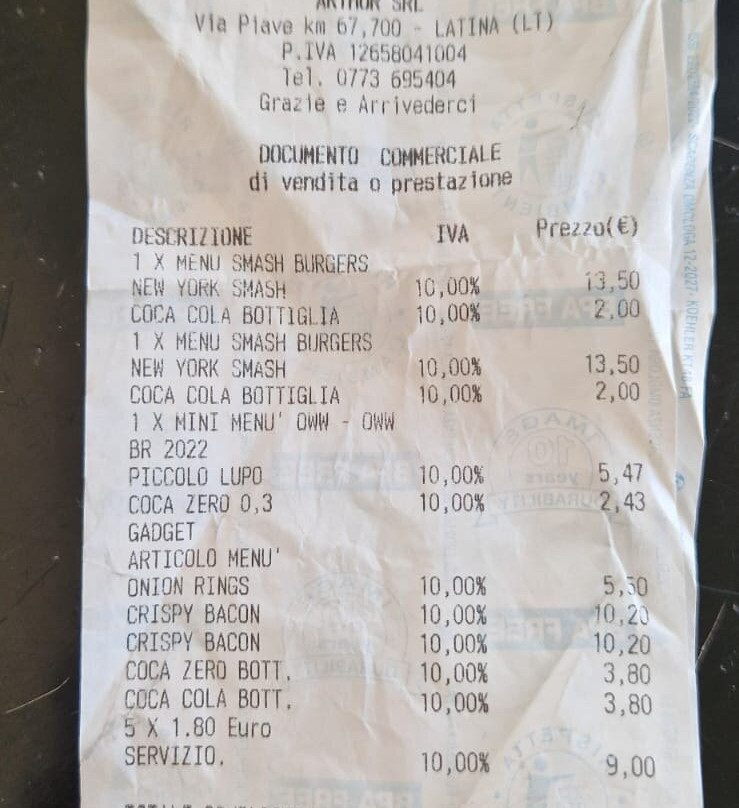 ARTHUR SRL
Via Piave km 67,700 - LATINA (LT)
P.IVA 12658041004
Tel. 0773 695404
Grazie e Arrivederci
DOCUMENTO COMMERCIALE
di vendita o prestazione
DESCRIZIONE IVA Prezzo(€)
1 X MENU SMASH BURGERS
NEW YORK SMASH 10,00% 13,50
COCA COLA BOTTIGLIA 10,00% 2,00
1 X MENU SMASH BURGERS
NEW YORK SMASH 10,00% 13,50
COCA COLA BOTTIGLIA 10,00% 2,00
1 X MINI MENU' OWW - OWW
BR 2022
PICCOLO LUPO 10,00% 5,47
COCA ZERO 0,3 10,00% 2,43
GADGET
ARTICOLO MENU'
ONION RINGS 10,00% 5,50
CRISPY BACON 10,00% 10,20
CRISPY BACON 10,00% 10,20
COCA ZERO BOTT. 10,00% 3,80
COCA COLA BOTT. 10,00% 3,80
5 X 1.80 Euro
SERVIZIO. 10,00% 9,00